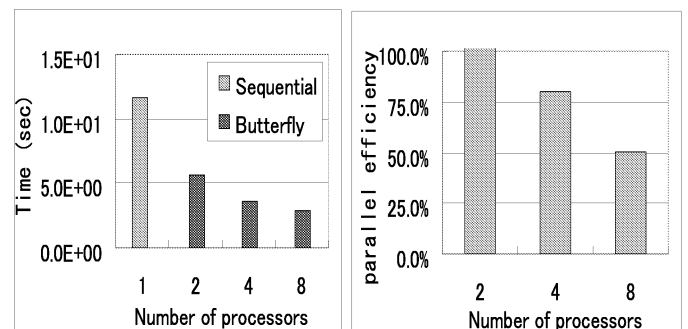 1.5E+01
1.0E+01
5.0E+00
0.0E+00
Time (sec)
Sequential
Butterfly
1 2 4 8
Number of processors
100.0%
75.0%
50.0%
25.0%
0.0%
parallel efficiency
2 4 8
Number of processors